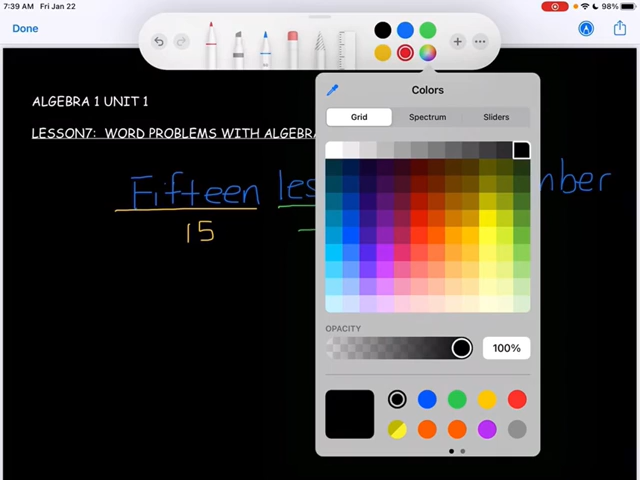 7:39 AM Fri Jan 22
98%
Done
Colors
Grid Spectrum Sliders
ALGEBRA 1 UNIT 1
LESSON7: WORD PROBLEMS WITH ALGEBRA
Fifteen
15
OPACITY
100%